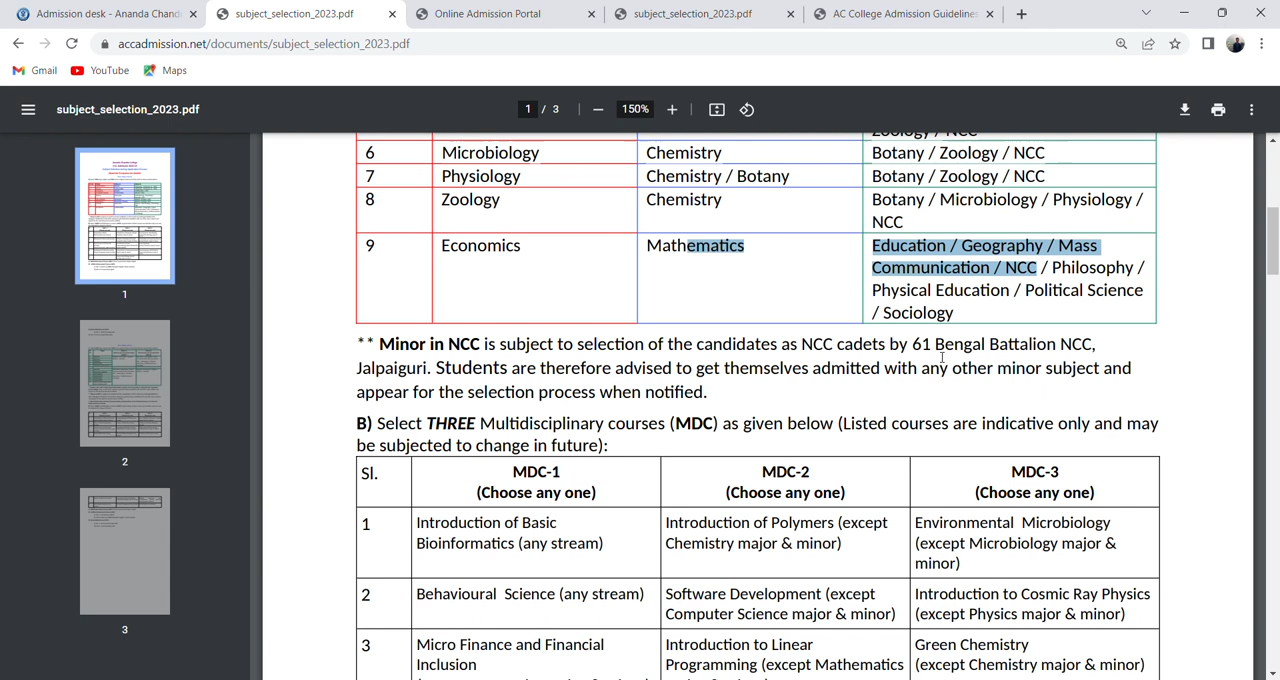 Admission desk - Ananda Chand
subject_selection_2023.pdf
Online Admission Portal
subject_selection_2023.pdf
AC College Admission Guidelines
accadmission.net/documents/subject_selection_2023.pdf
Gmail YouTube Maps
subject_selection_2023.pdf 1 / 3 150%
Zoology / NCC
6 Microbiology Chemistry Botany / Zoology / NCC
7 Physiology Chemistry / Botany Botany / Zoology / NCC
8 Zoology Chemistry Botany / Microbiology / Physiology /
NCC
9 Economics Mathematics Education / Geography / Mass
Communication / NCC / Philosophy /
Physical Education / Political Science
/ Sociology
** Minor in NCC is subject to selection of the candidates as NCC cadets by 61 Bengal Battalion NCC,
Jalpaiguri. Students are therefore advised to get themselves admitted with any other minor subject and
appear for the selection process when notified.
B) Select THREE Multidisciplinary courses (MDC) as given below (Listed courses are indicative only and may
be subjected to change in future):
Sl. MDC-1 MDC-2 MDC-3
(Choose any one) (Choose any one) (Choose any one)
1 Introduction of Basic Introduction of Polymers (except Environmental Microbiology
Bioinformatics (any stream) Chemistry major & minor) (except Microbiology major &
minor)
2 Behavioural Science (any stream) Software Development (except Introduction to Cosmic Ray Physics
Computer Science major & minor) (except Physics major & minor)
3 Micro Finance and Financial Introduction to Linear Green Chemistry
Inclusion Programming (except Mathematics (except Chemistry major & minor)
1
2
3